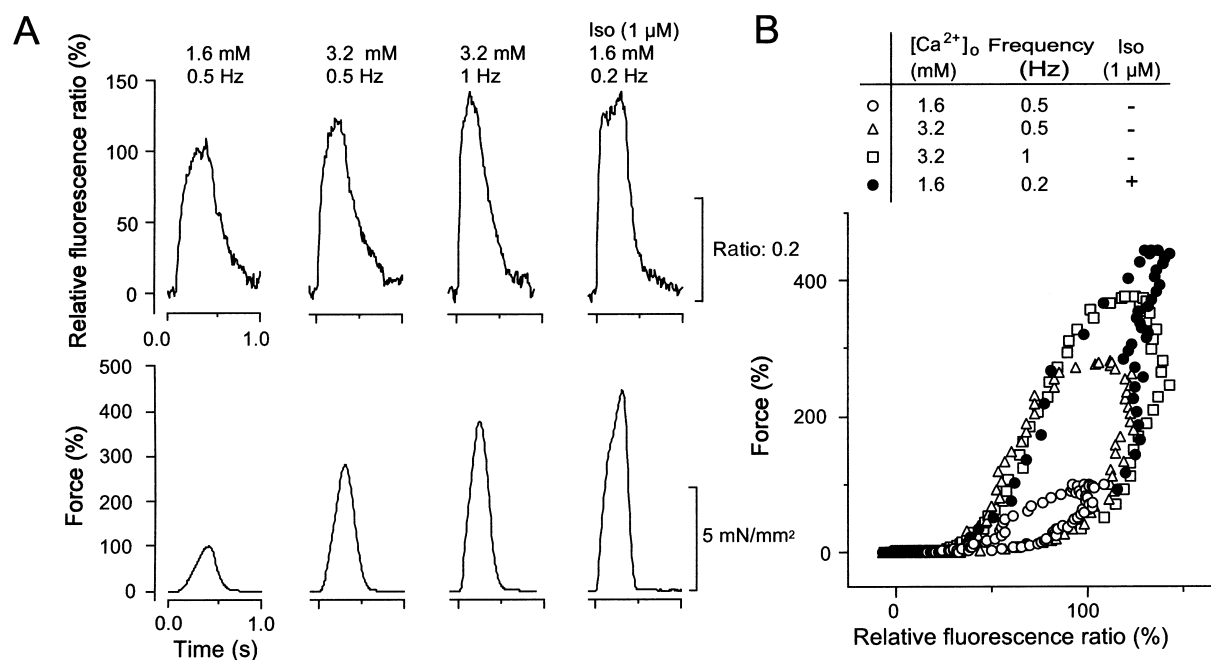 A
1.6 mM
0.5 Hz
3.2 mM
0.5 Hz
3.2 mM
1 Hz
Iso (1 µM)
1.6 mM
0.2 Hz
Relative fluorescence ratio (%)
150
100
50
0
0.0
1.0
Ratio: 0.2
Force (%)
500
400
300
200
100
0
0.0
1.0
Time (s)
5 mN/mm²
B
[Ca²⁺]ₒ Frequency Iso
(mM) (Hz) (1 µM)
1.6 0.5 -
3.2 0.5 -
3.2 1 -
1.6 0.2 +
Force (%)
400
200
0
0
100
Relative fluorescence ratio (%)